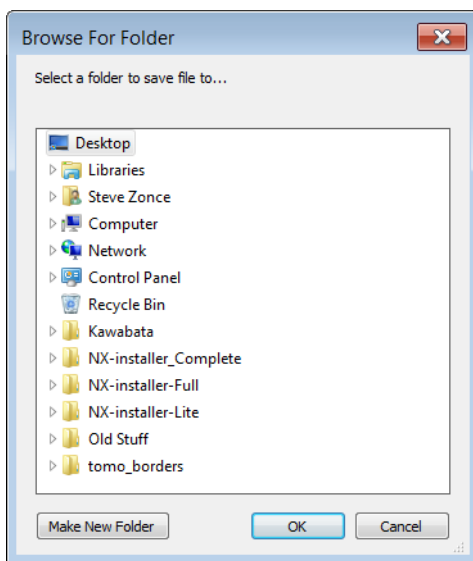 Browse For Folder
Select a folder to save file to...
Desktop
Libraries
Steve Zonce
Computer
Network
Control Panel
Recycle Bin
Kawabata
NX-installer_Complete
NX-installer-Full
NX-installer-Lite
Old Stuff
tomo_borders
Make New Folder OK Cancel